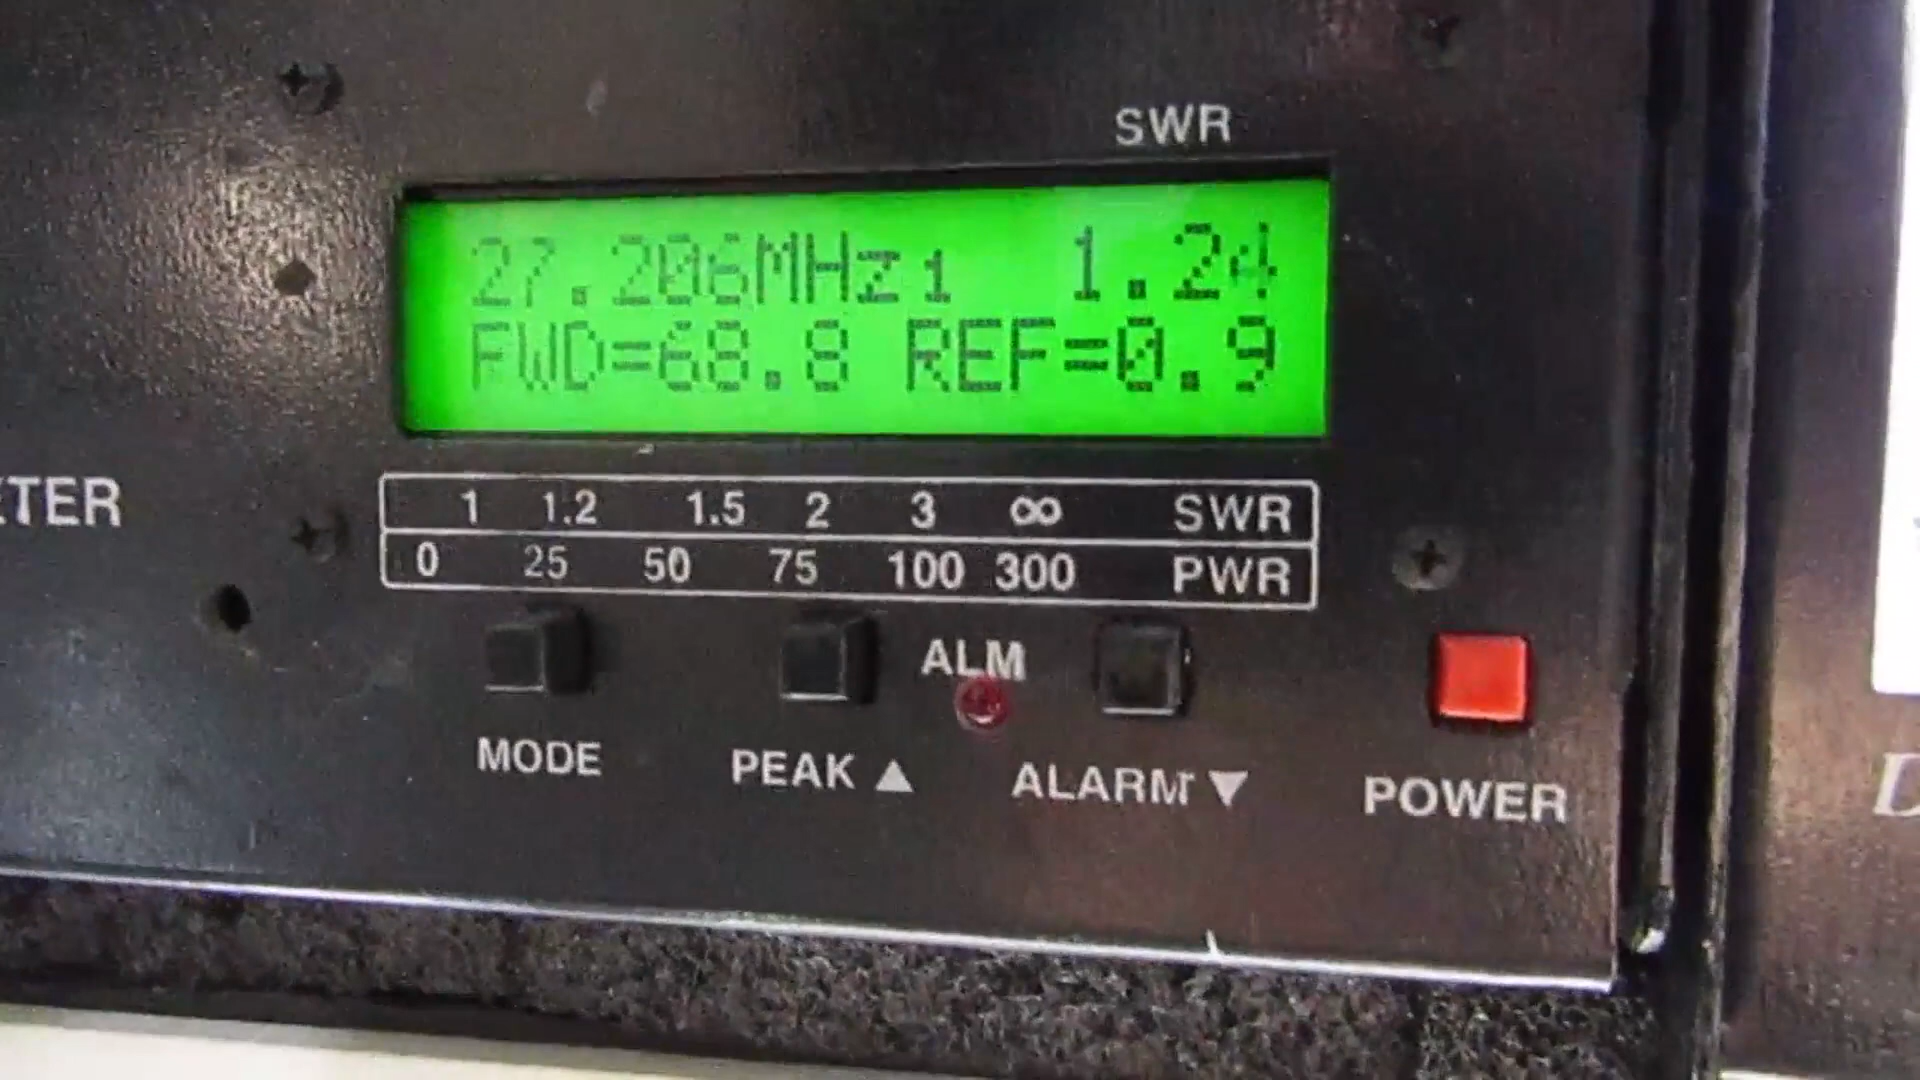 SWR
27.206MHz i 1.24
FWD=68.8 REF=0.9
ETER
1 1.2 1.5 2 3 ∞ SWR
0 25 50 75 100 300 PWR
ALM
MODE PEAK ▲ ALARM ▼ POWER
D